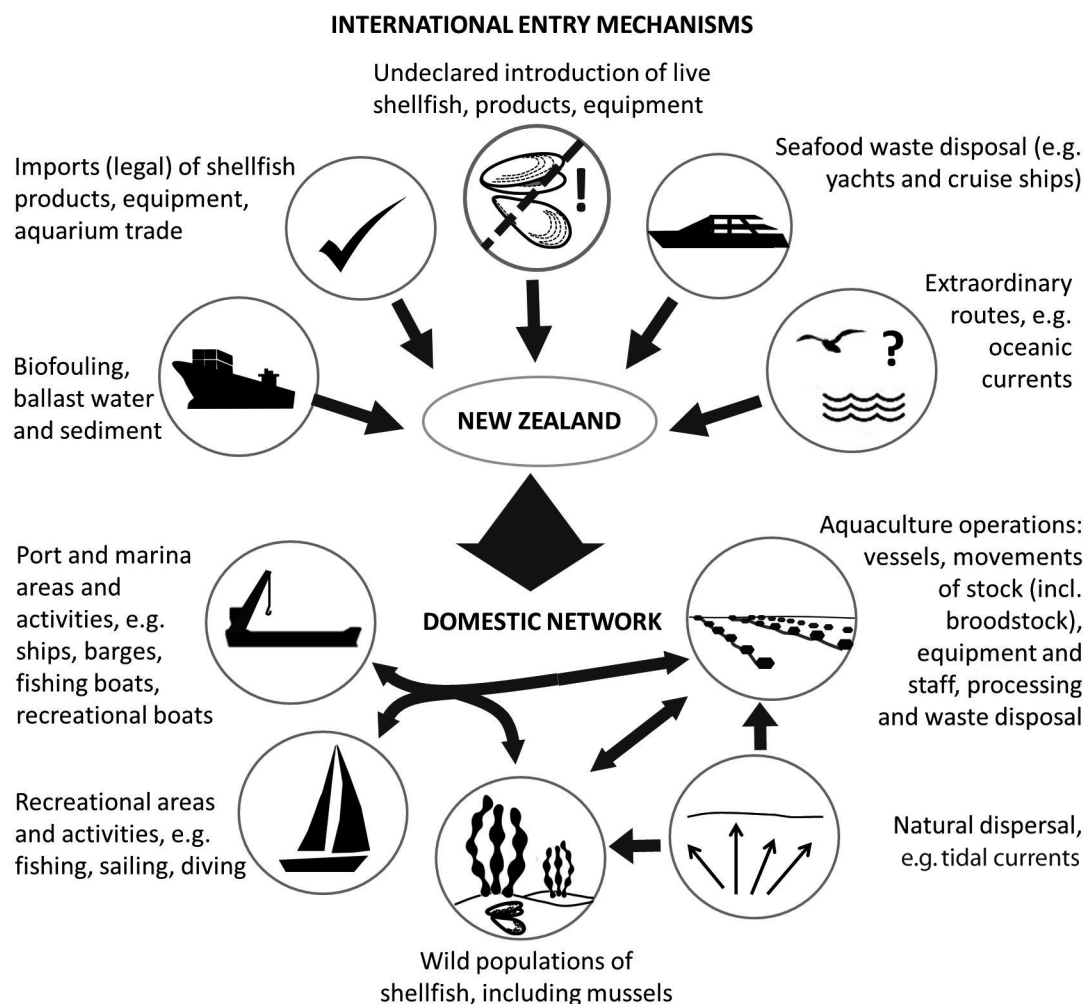 INTERNATIONAL ENTRY MECHANISMS
Undeclared introduction of live
shellfish, products, equipment
!
Imports (legal) of shellfish
products, equipment,
aquarium trade
Seafood waste disposal (e.g.
yachts and cruise ships)
Biofouling,
ballast water
and sediment
Extraordinary
routes, e.g.
oceanic
currents
?
NEW ZEALAND
DOMESTIC NETWORK
Port and marina
areas and
activities, e.g.
ships, barges,
fishing boats,
recreational boats
Aquaculture operations:
vessels, movements
of stock (incl.
broodstock),
equipment and
staff, processing
and waste disposal
Recreational areas
and activities, e.g.
fishing, sailing, diving
Natural dispersal,
e.g. tidal currents
Wild populations of
shellfish, including mussels